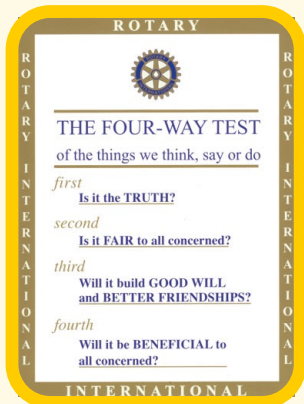 ROTARY
ROTARY INTERNATIONAL
THE FOUR-WAY TEST
of the things we think, say or do
first
Is it the TRUTH?
second
Is it FAIR to all concerned?
third
Will it build GOOD WILL
and BETTER FRIENDSHIPS?
fourth
Will it be BENEFICIAL to
all concerned?
ROTARY INTERNATIONAL
INTERNATIONAL